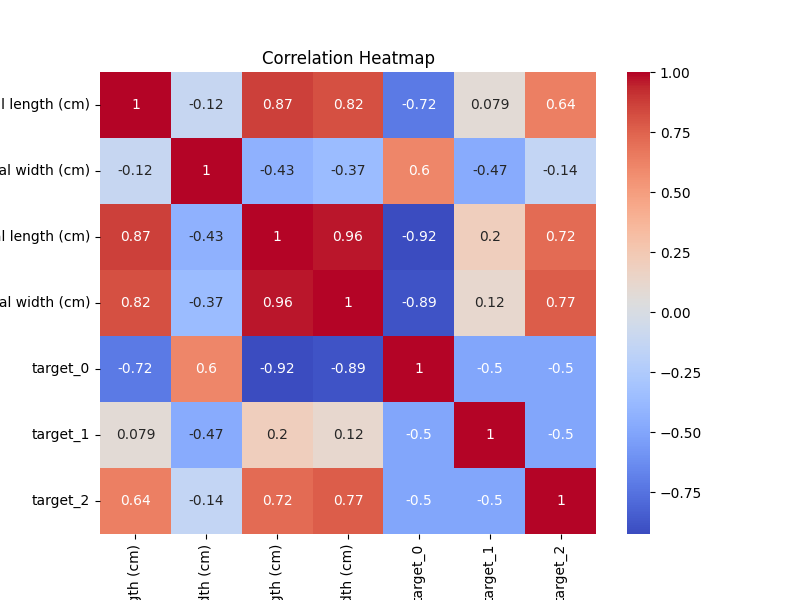 Correlation Heatmap
l length (cm) 1 -0.12 0.87 0.82 -0.72 0.079 0.64
al width (cm) -0.12 1 -0.43 -0.37 0.6 -0.47 -0.14
l length (cm) 0.87 -0.43 1 0.96 -0.92 0.2 0.72
al width (cm) 0.82 -0.37 0.96 1 -0.89 0.12 0.77
target_0 -0.72 0.6 -0.92 -0.89 1 -0.5 -0.5
target_1 0.079 -0.47 0.2 0.12 -0.5 1 -0.5
target_2 0.64 -0.14 0.72 0.77 -0.5 -0.5 1
gth (cm)
dth (cm)
gth (cm)
dth (cm)
target_0
target_1
target_2
1.00
0.75
0.50
0.25
0.00
−0.25
−0.50
−0.75